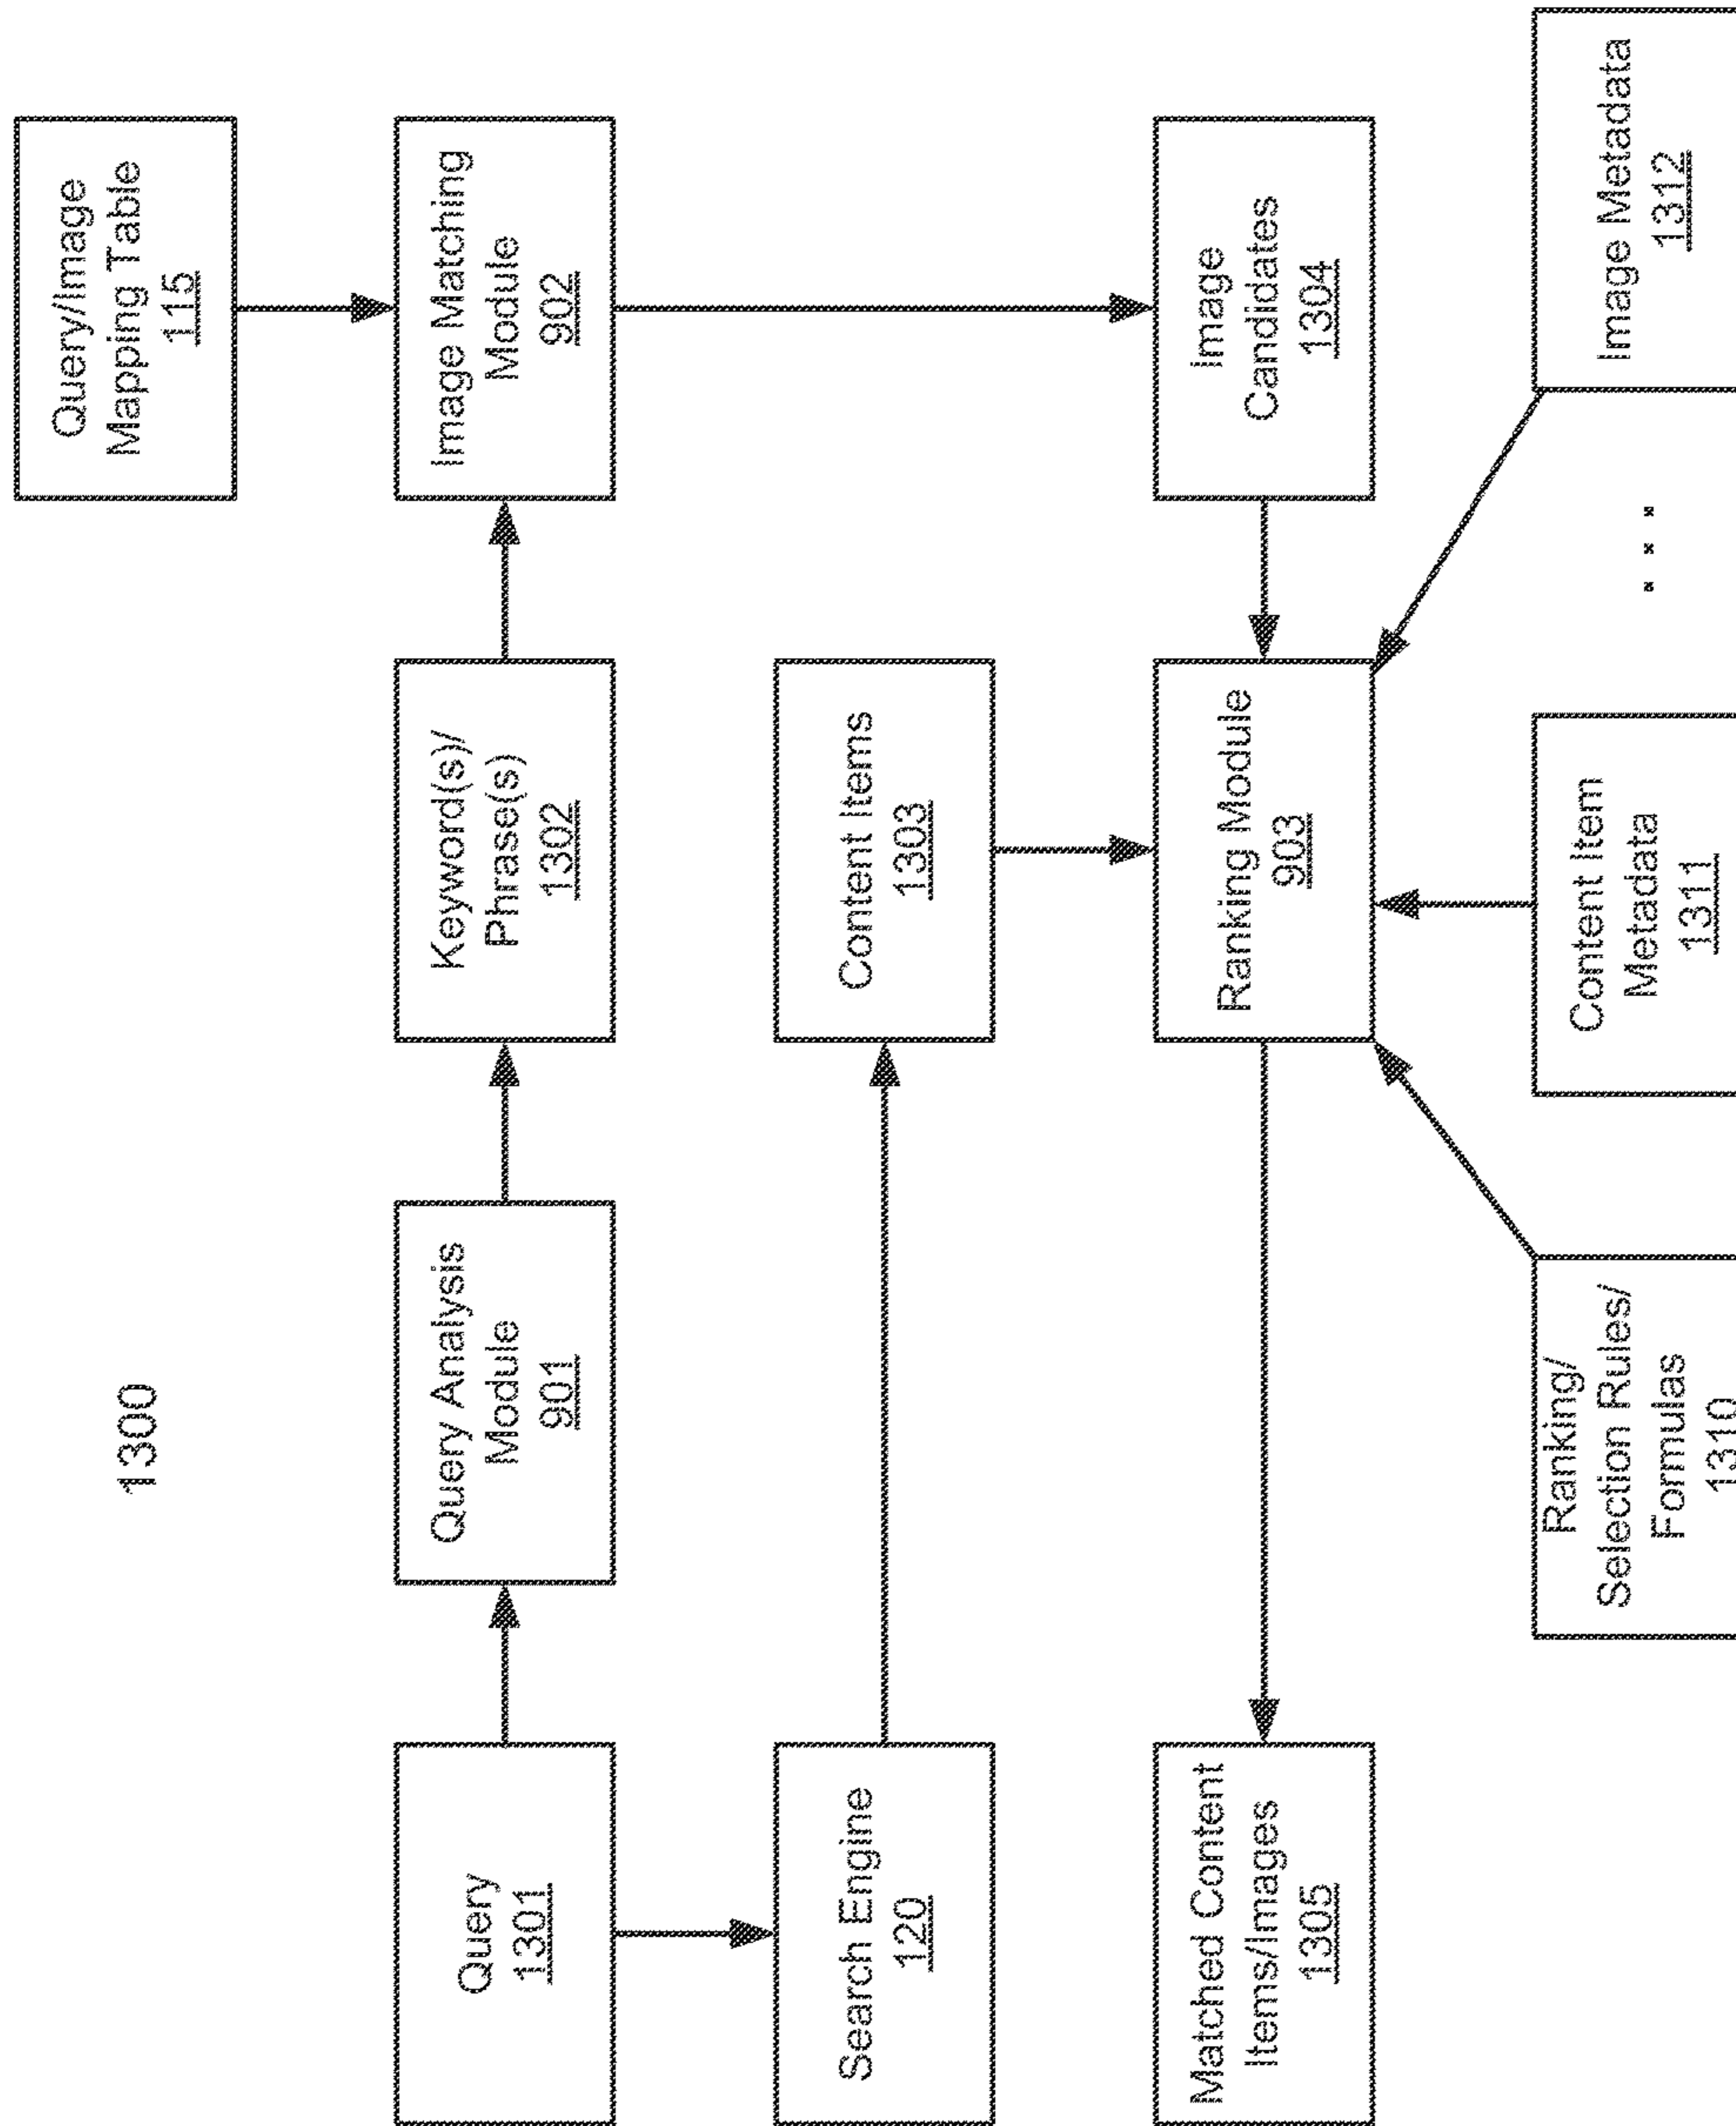 1300
Query/Image
Mapping Table
115
Query
1301
Query Analysis
Module
901
Keyword(s)/
Phrase(s)
1302
Image Matching
Module
902
Search Engine
120
Content Items
1303
Matched Content
Items/Images
1305
Ranking Module
903
Image
Candidates
1304
Ranking/
Selection Rules/
Formulas
1310
Content Item
Metadata
1311
. . .
Image Metadata
1312